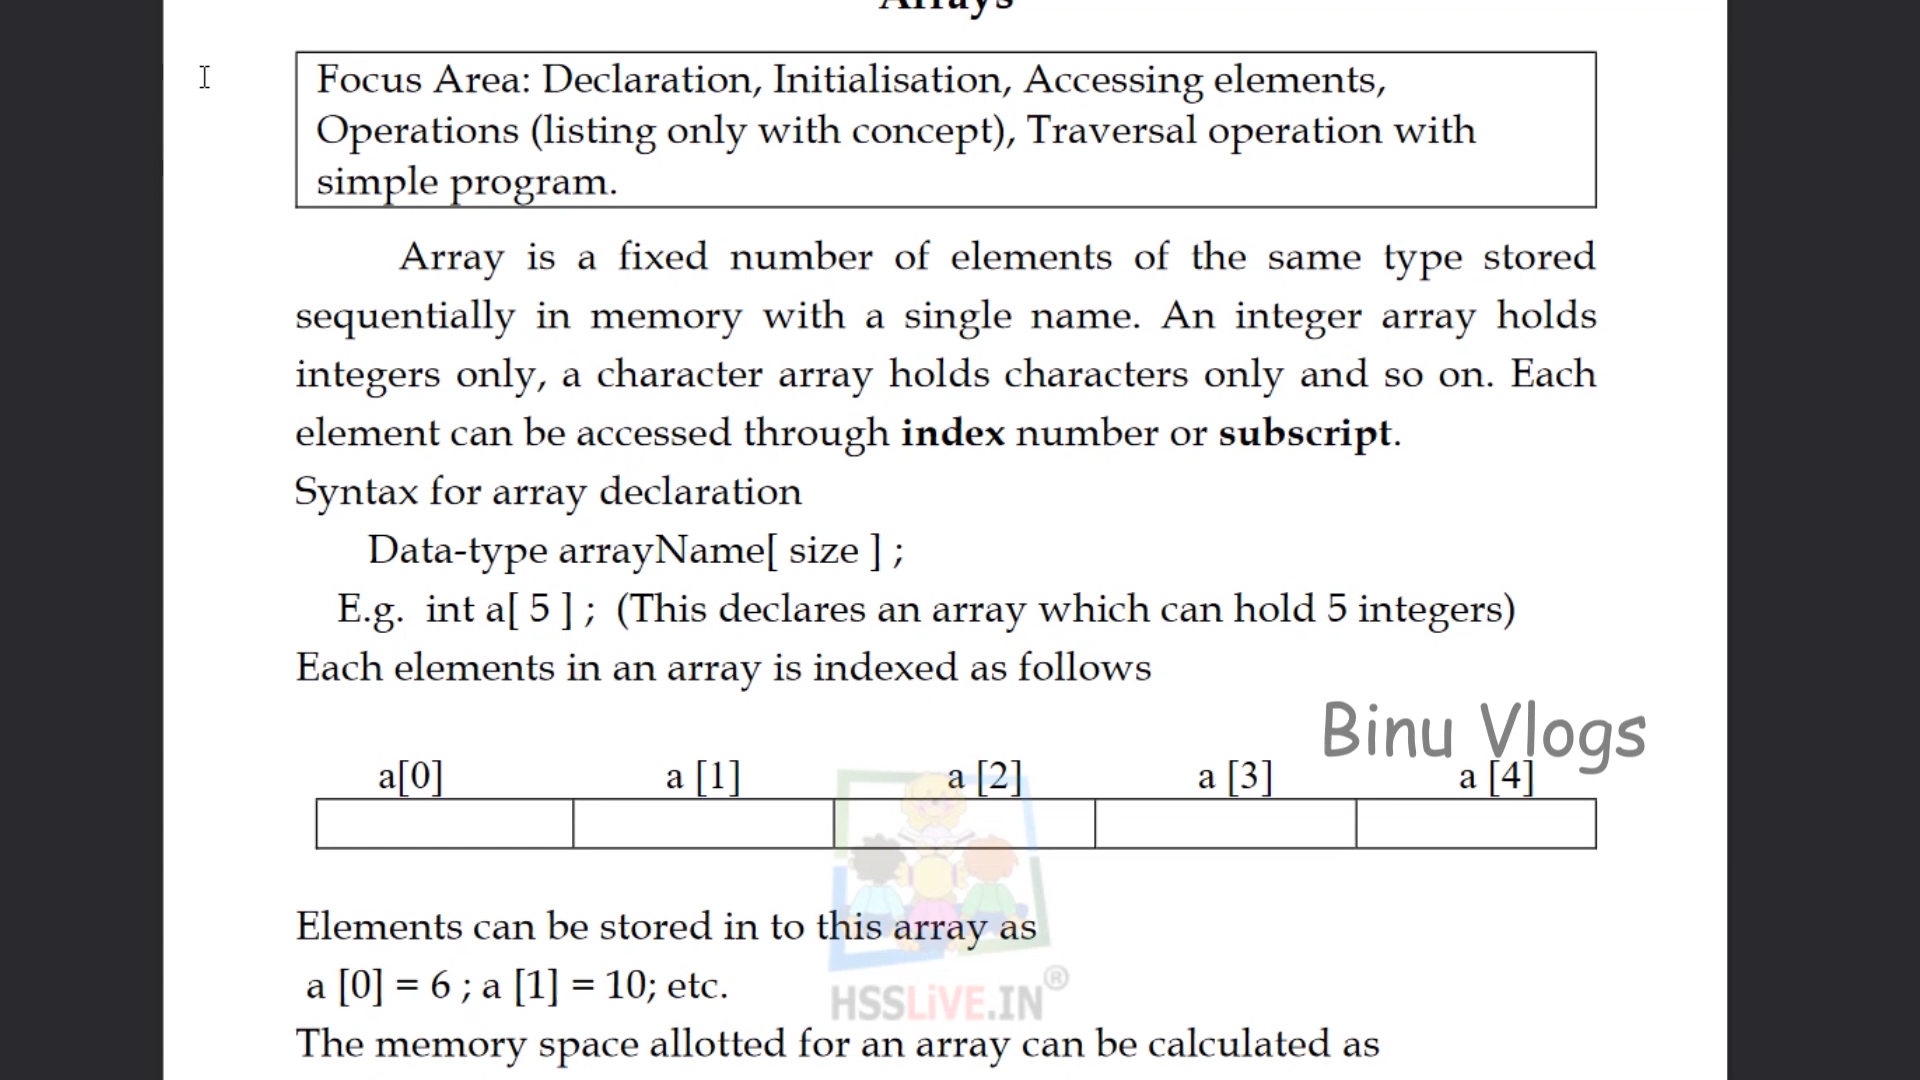 Arrays
Focus Area: Declaration, Initialisation, Accessing elements,
Operations (listing only with concept), Traversal operation with
simple program.
Array is a fixed number of elements of the same type stored
sequentially in memory with a single name. An integer array holds
integers only, a character array holds characters only and so on. Each
element can be accessed through index number or subscript.
Syntax for array declaration
Data-type arrayName[ size ] ;
E.g. int a[ 5 ] ; (This declares an array which can hold 5 integers)
Each elements in an array is indexed as follows
Binu Vlogs
a[0] a [1] a [2] a [3] a [4]
Elements can be stored in to this array as
a [0] = 6 ; a [1] = 10; etc.
HSSLiVE.IN®
The memory space allotted for an array can be calculated as